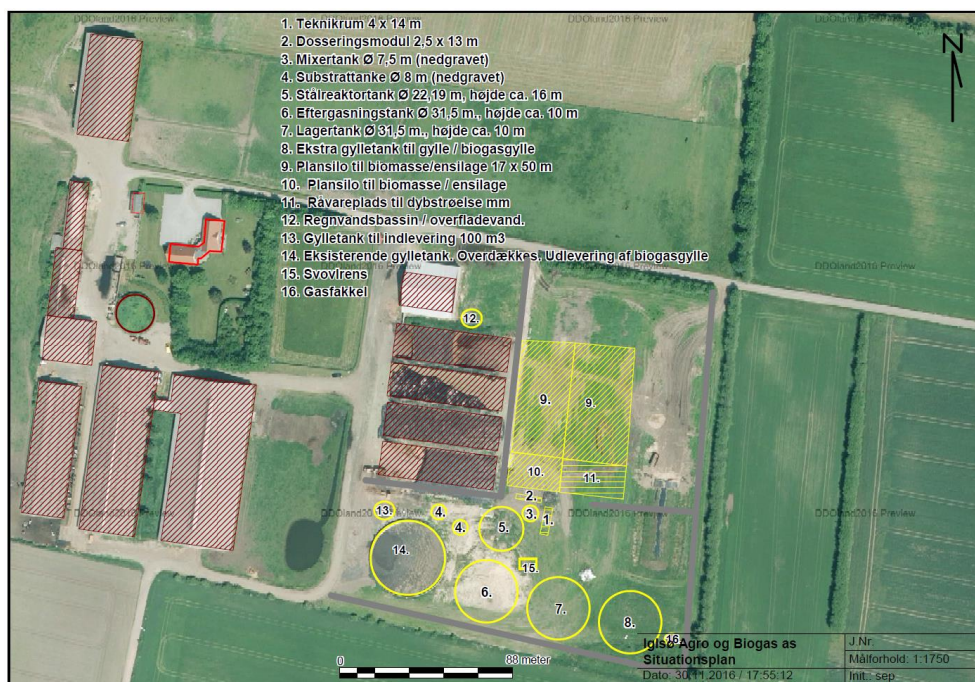 DDOland2016 Preview
DDOland2016 Preview
DDOland2016 Preview
N
1. Teknikrum 4 x 14 m
2. Dosseringsmodul 2,5 x 13 m
3. Mixertank Ø 7,5 m (nedgravet)
4. Substrattanke Ø 8 m (nedgravet)
5. Stålreaktortank Ø 22,19 m, højde ca. 16 m
6. Eftergasningstank Ø 31,5 m., højde ca. 10 m
7. Lagertank Ø 31,5 m., højde ca. 10 m
8. Ekstra gylletank til gylle / biogasgylle
9. Plansilo til biomasse/ensilage 17 x 50 m
10. Plansilo til biomasse / ensilage
11. Råvareplads til dybstrøelse mm
12. Regnvandsbassin / overfladevand.
13. Gylletank til indlevering 100 m3
14. Eksisterende gylletank. Overdækkes. Udlevering af biogasgylle
15. Svovlrens
16. Gasfakkel
DDOland2016 Preview
DDOland2016 Preview
12.
9.
9.
10.
11.
2.
13.
4.
3.
1.
4.
5.
14.
15.
6.
7.
8.
16.
DDOland2016 Preview
DDOland2016 Preview
DDOland2016 Preview
DDOland2016 Preview
0
88 meter
Iglsø Agro og Biogas as
Situationsplan
Dato: 30.11.2016 / 17:55:12
J.Nr.
Målforhold: 1:1750
Init.: sep